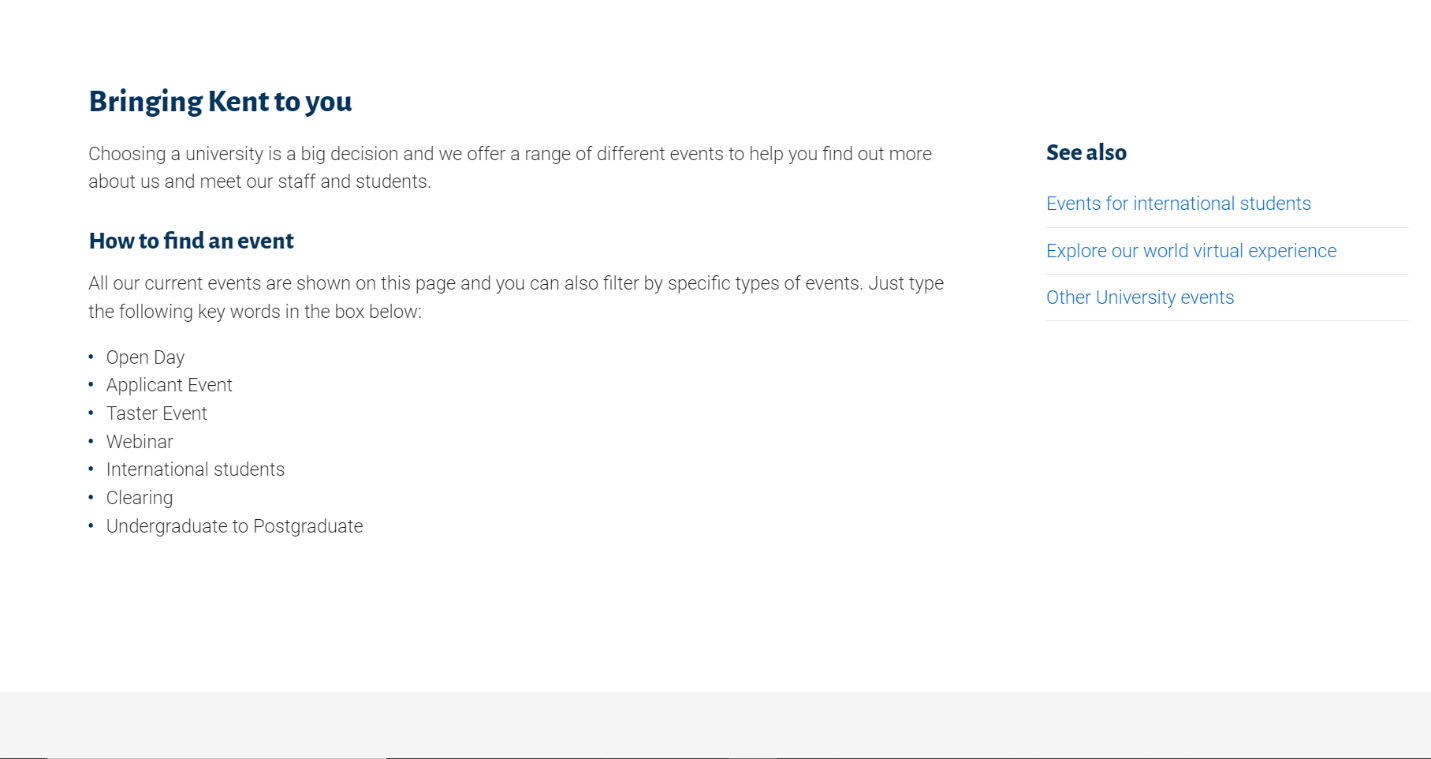 Bringing Kent to you
Choosing a university is a big decision and we offer a range of different events to help you find out more
about us and meet our staff and students.
How to find an event
All our current events are shown on this page and you can also filter by specific types of events. Just type
the following key words in the box below:
• Open Day
• Applicant Event
• Taster Event
• Webinar
• International students
• Clearing
• Undergraduate to Postgraduate
See also
Events for international students
Explore our world virtual experience
Other University events